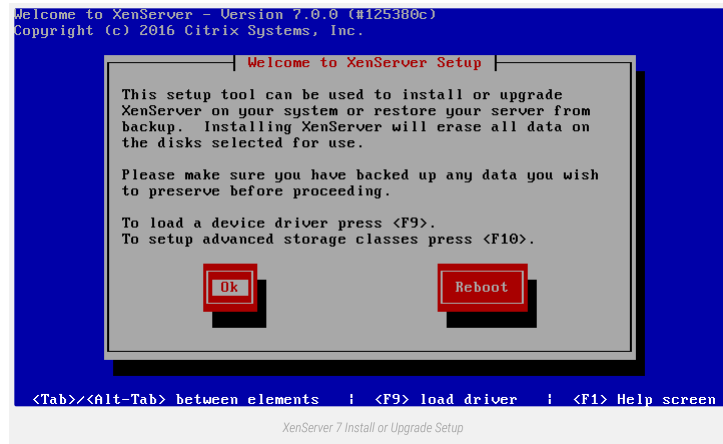 Welcome to XenServer - Version 7.0.0 (#125380c)
Copyright (c) 2016 Citrix Systems, Inc.
Welcome to XenServer Setup
This setup tool can be used to install or upgrade
XenServer on your system or restore your server from
backup.  Installing XenServer will erase all data on
the disks selected for use.
Please make sure you have backed up any data you wish
to preserve before proceeding.
To load a device driver press <F9>.
To setup advanced storage classes press <F10>.
Ok Reboot
<Tab>/<Alt-Tab> between elements | <F9> load driver | <F1> Help screen
XenServer 7 Install or Upgrade Setup